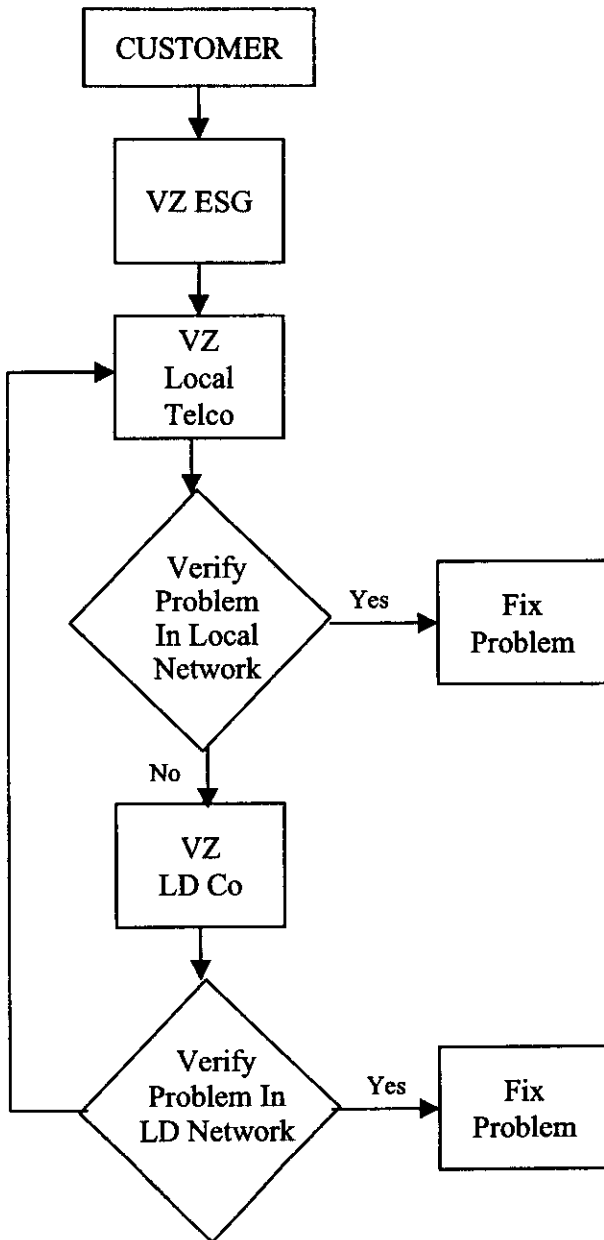 CUSTOMER
VZ ESG
VZ
Local
Telco
Verify
Problem
In Local
Network
Yes
Fix
Problem
No
VZ
LD Co
Verify
Problem In
LD Network
Yes
Fix
Problem